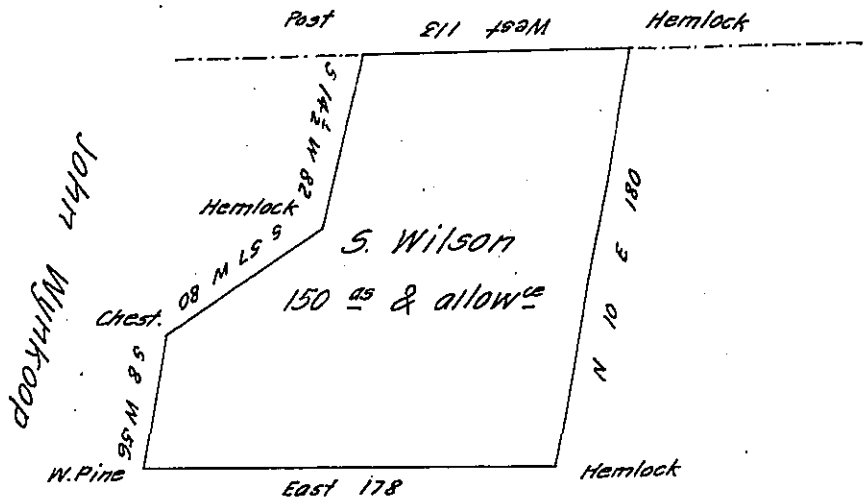 Post
West 113
Hemlock
S 14½ W 82
Hemlock
S 57 W 80
Chest.
S 8 W 56
W. Pine
East 178
Hemlock
N 10 E 180
John Wynkoop
S. Wilson
150 as & allowce